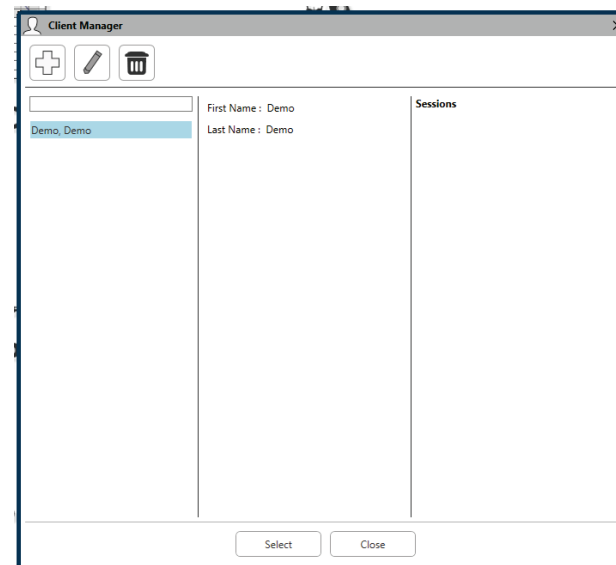 Client Manager
Demo, Demo
First Name : Demo
Last Name : Demo
Sessions
Select
Close